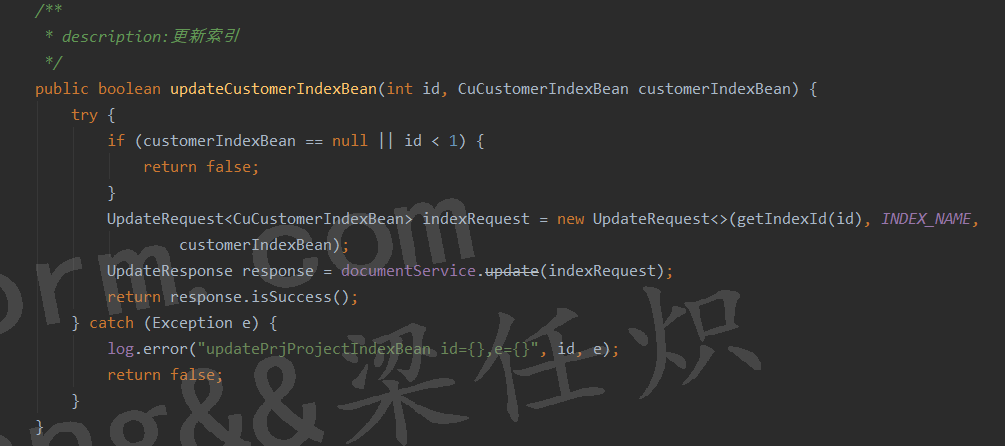 /**
 * description:更新索引
 */
public boolean updateCustomerIndexBean(int id, CuCustomerIndexBean customerIndexBean) {
    try {
        if (customerIndexBean == null || id < 1) {
            return false;
        }
        UpdateRequest<CuCustomerIndexBean> indexRequest = new UpdateRequest<>(getIndexId(id), INDEX_NAME,
                customerIndexBean);
        UpdateResponse response = documentService.update(indexRequest);
        return response.isSuccess();
    } catch (Exception e) {
        log.error("updatePrjProjectIndexBean id={},e={}", id, e);
        return false;
    }
}
orm.com
ong&&梁任炽